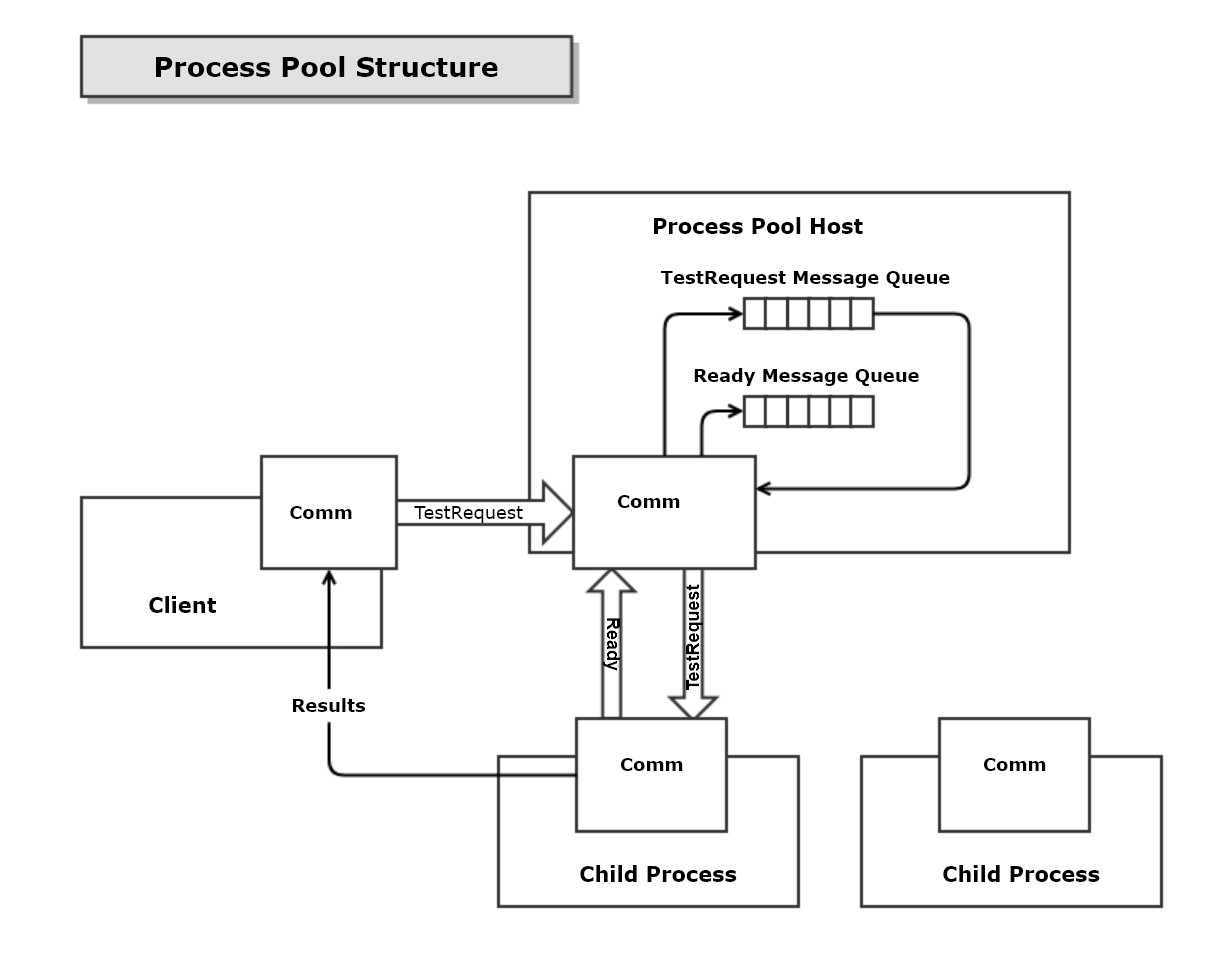 Process Pool Structure
Process Pool Host
TestRequest Message Queue
Ready Message Queue
Comm
TestRequest
Comm
Client
Ready
TestRequest
Results
Comm
Child Process
Comm
Child Process